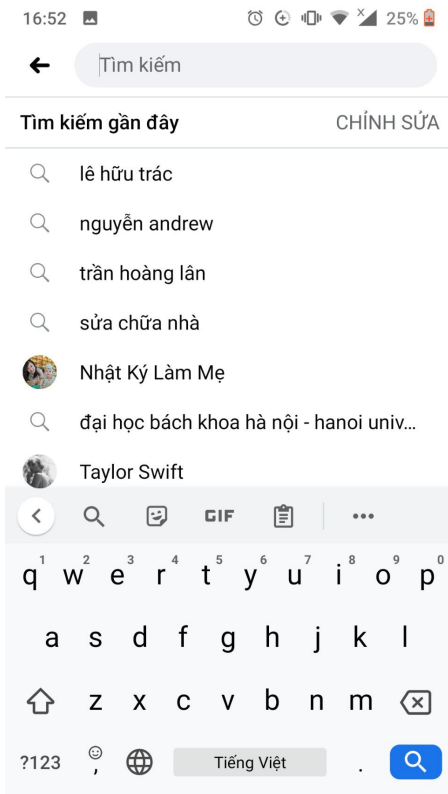 16:52 25%
Tìm kiếm
Tìm kiếm gần đây CHỈNH SỬA
lê hữu trác
nguyễn andrew
trần hoàng lân
sửa chữa nhà
Nhật Ký Làm Mẹ
đại học bách khoa hà nội - hanoi univ...
Taylor Swift
GIF
1 2 3 4 5 6 7 8 9 0
q w e r t y u i o p
a s d f g h j k l
z x c v b n m
?123 , Tiếng Việt .